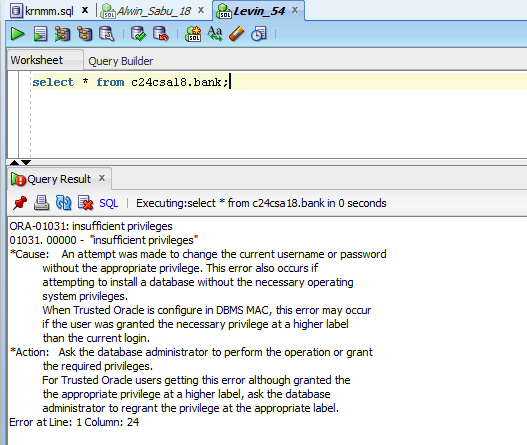 krnmm.sql x Alwin_Sabu_18 x Levin_54 x
SQL Aa
Worksheet Query Builder
select * from c24csa18.bank;
Query Result x
SQL | Executing:select * from c24csa18.bank in 0 seconds
ORA-01031: insufficient privileges
01031. 00000 - "insufficient privileges"
*Cause: An attempt was made to change the current username or password
without the appropriate privilege. This error also occurs if
attempting to install a database without the necessary operating
system privileges.
When Trusted Oracle is configure in DBMS MAC, this error may occur
if the user was granted the necessary privilege at a higher label
than the current login.
*Action: Ask the database administrator to perform the operation or grant
the required privileges.
For Trusted Oracle users getting this error although granted the
the appropriate privilege at a higher label, ask the database
administrator to regrant the privilege at the appropriate label.
Error at Line: 1 Column: 24